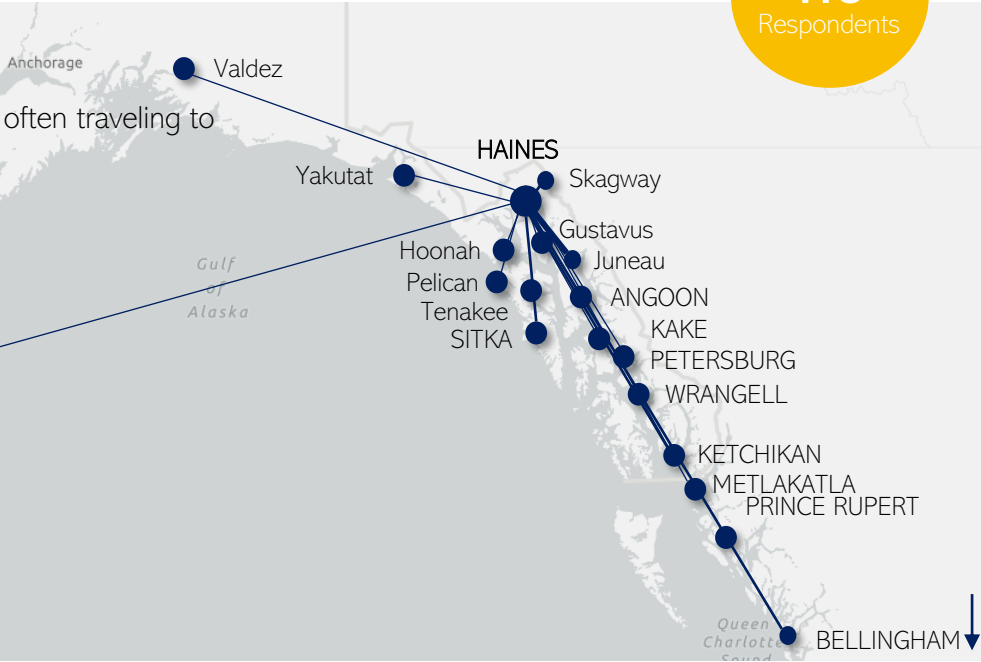 Respondents
Anchorage
Valdez
often traveling to
HAINES
Yakutat
Skagway
Gustavus
Hoonah
Juneau
Gulf
of
Alaska
Pelican
ANGOON
Tenakee
KAKE
SITKA
PETERSBURG
WRANGELL
KETCHIKAN
METLAKATLA
PRINCE RUPERT
Queen
Charlotte
Sound
BELLINGHAM